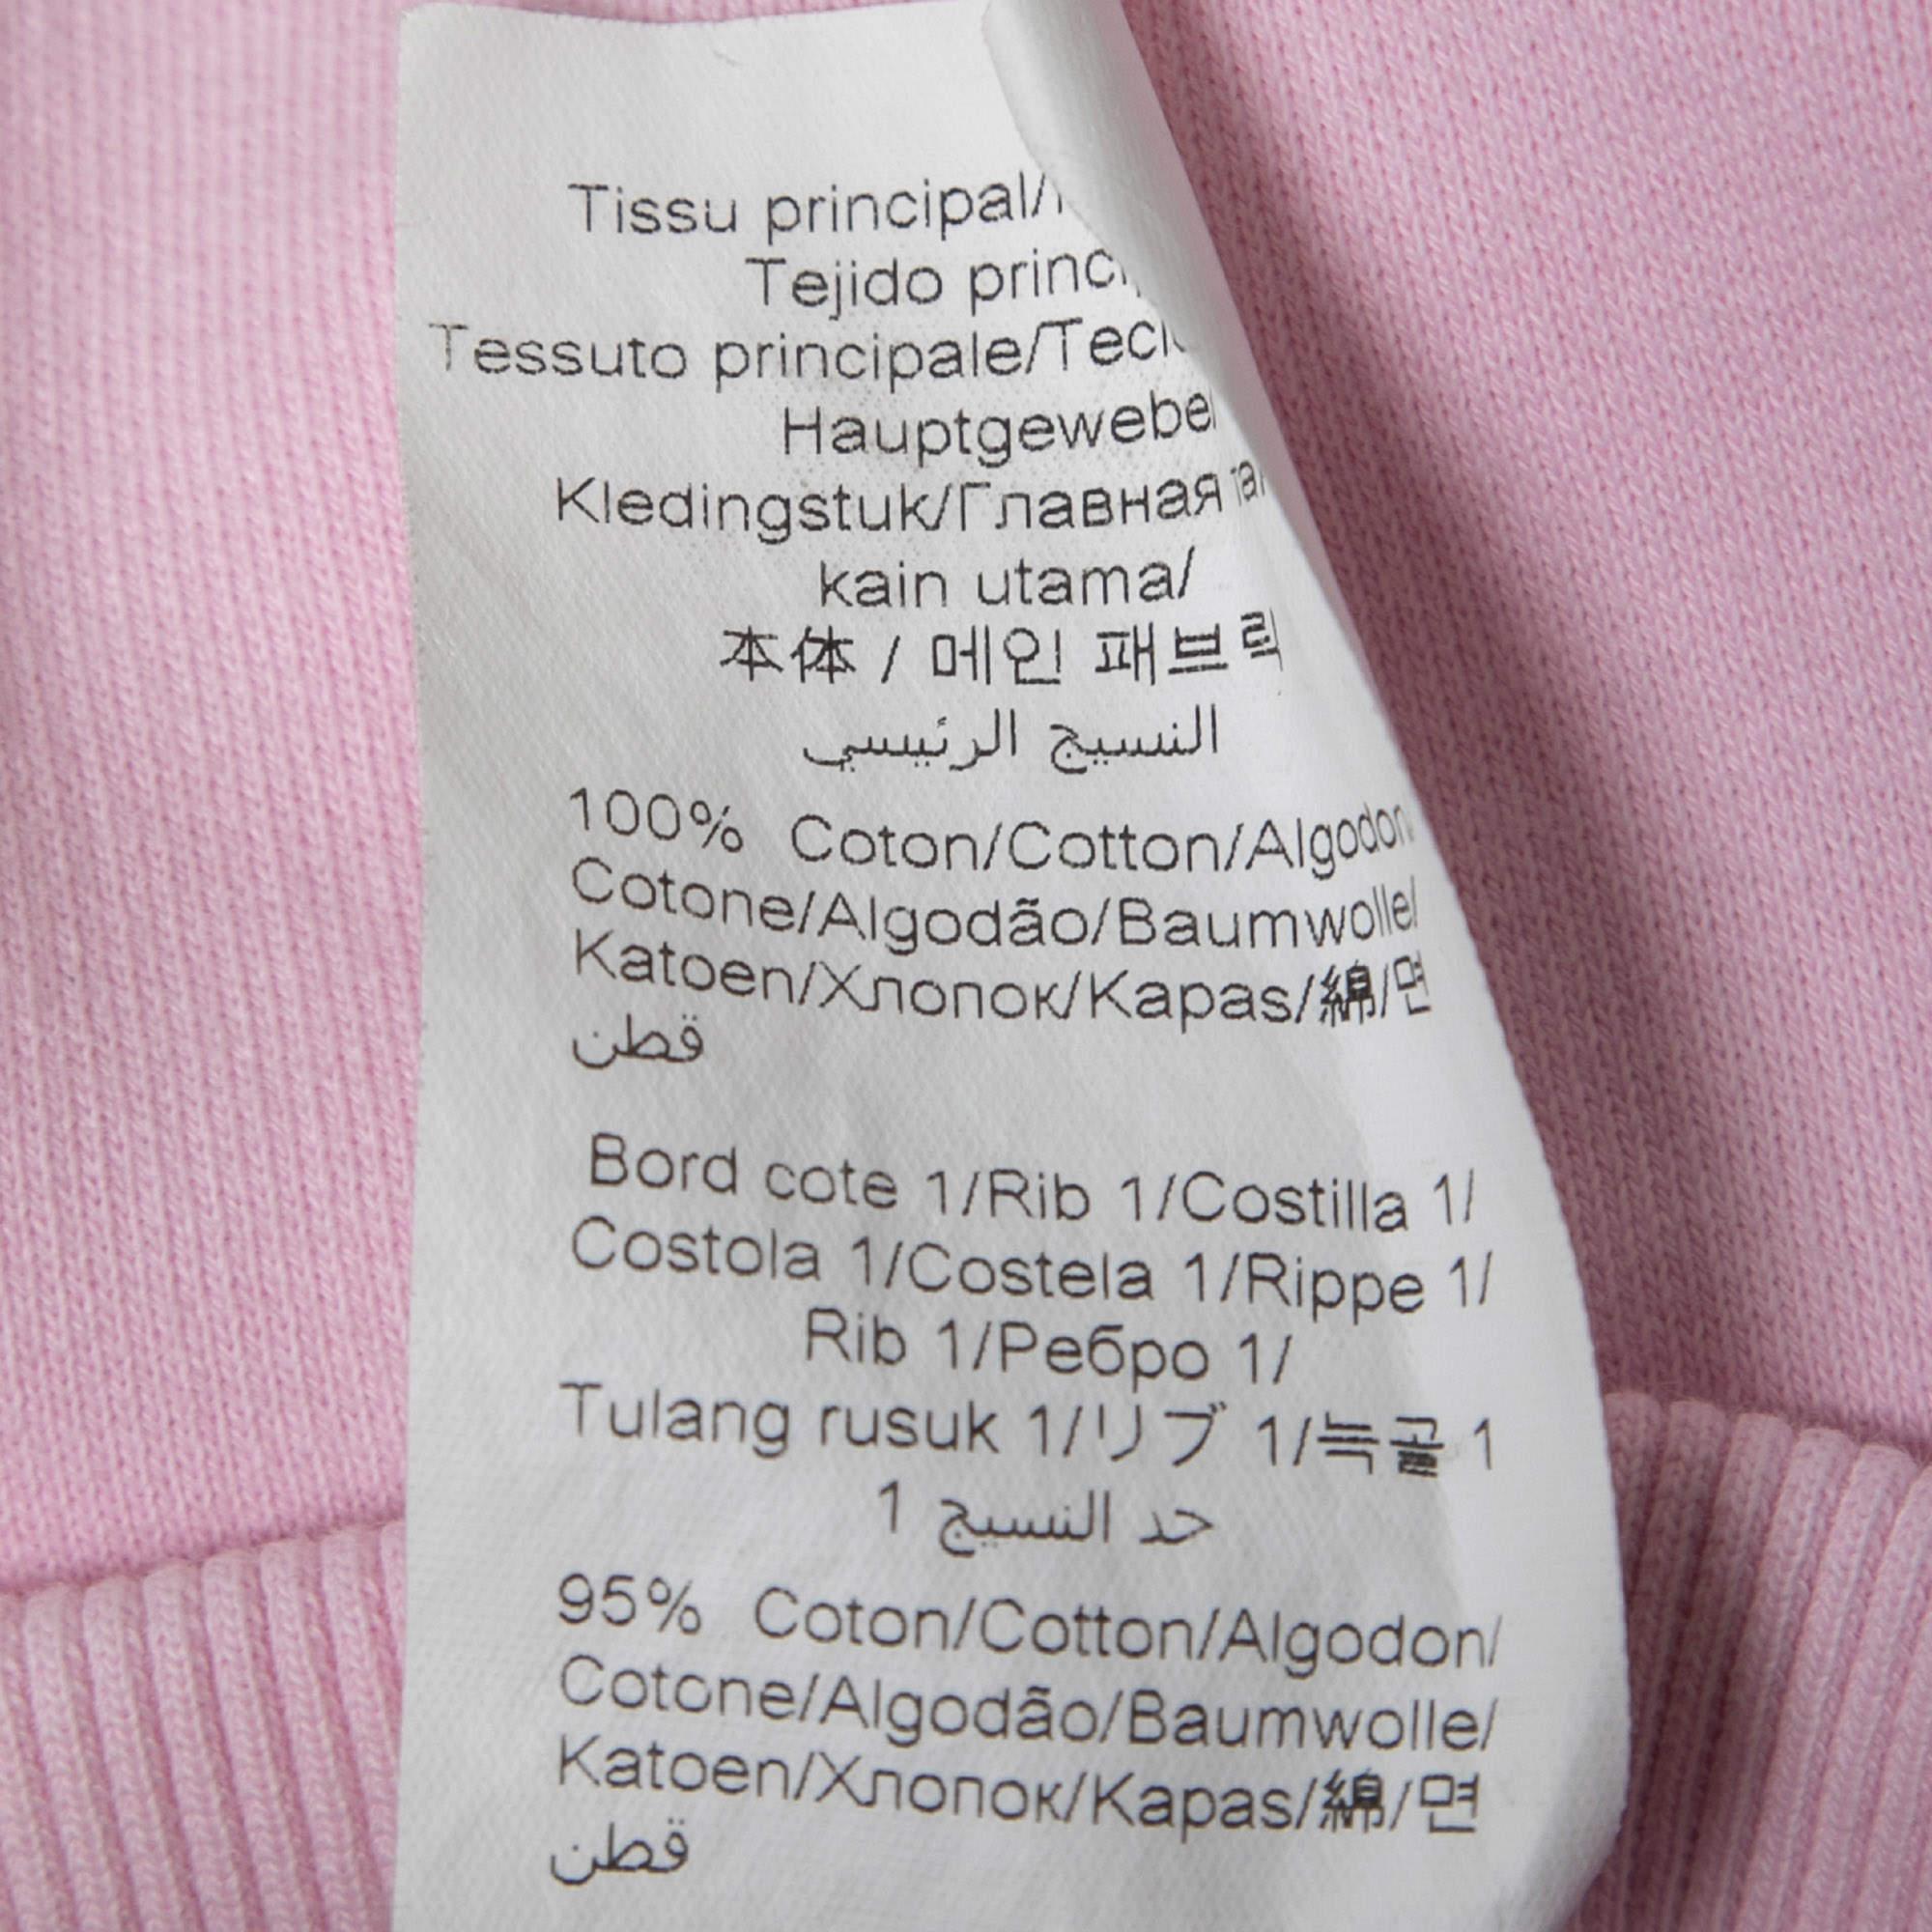 Tissu principal/
Tejido
Tessuto principale/
Hauptgewebe/
Kledingstuk/Главная
kain utama/
本体 / 메인 패브릭
النسيج الرئيسي
100% Coton/Cotton/Algodon
Cotone/Algodão/Baumwolle/
Katoen/Хлопок/Kapas/綿/면
قطن
Bord cote 1/Rib 1/Costilla 1/
Costola 1/Costela 1/Rippe 1/
Rib 1/Ребро 1/
Tulang rusuk 1/リブ 1/늑골 1
حد النسيج 1
95% Coton/Cotton/Algodon/
Cotone/Algodão/Baumwolle/
Katoen/Хлопок/Kapas/綿/면
قطن